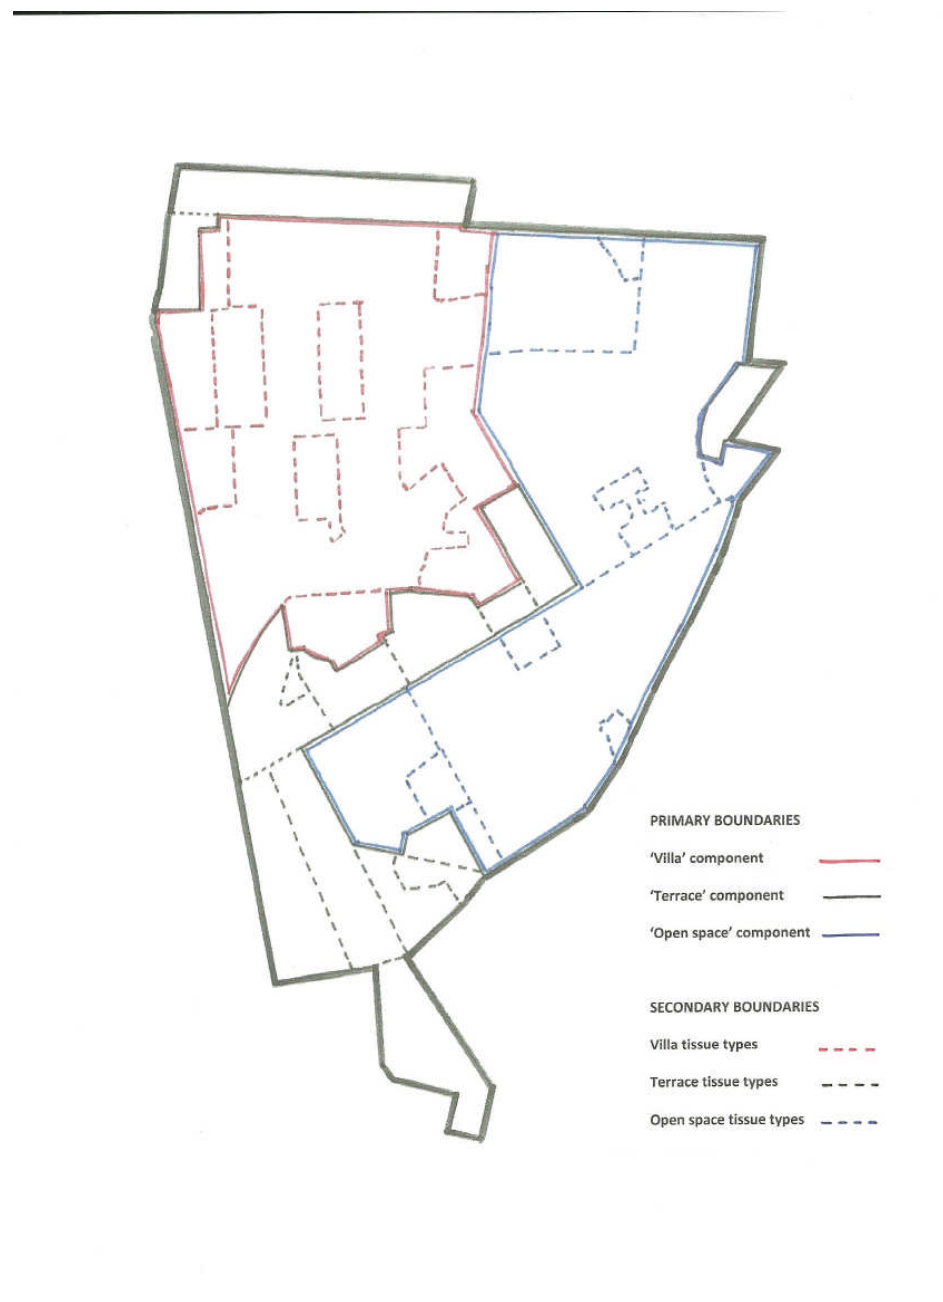 PRIMARY BOUNDARIES
‘Villa’ component
‘Terrace’ component
‘Open space’ component
SECONDARY BOUNDARIES
Villa tissue types
Terrace tissue types
Open space tissue types